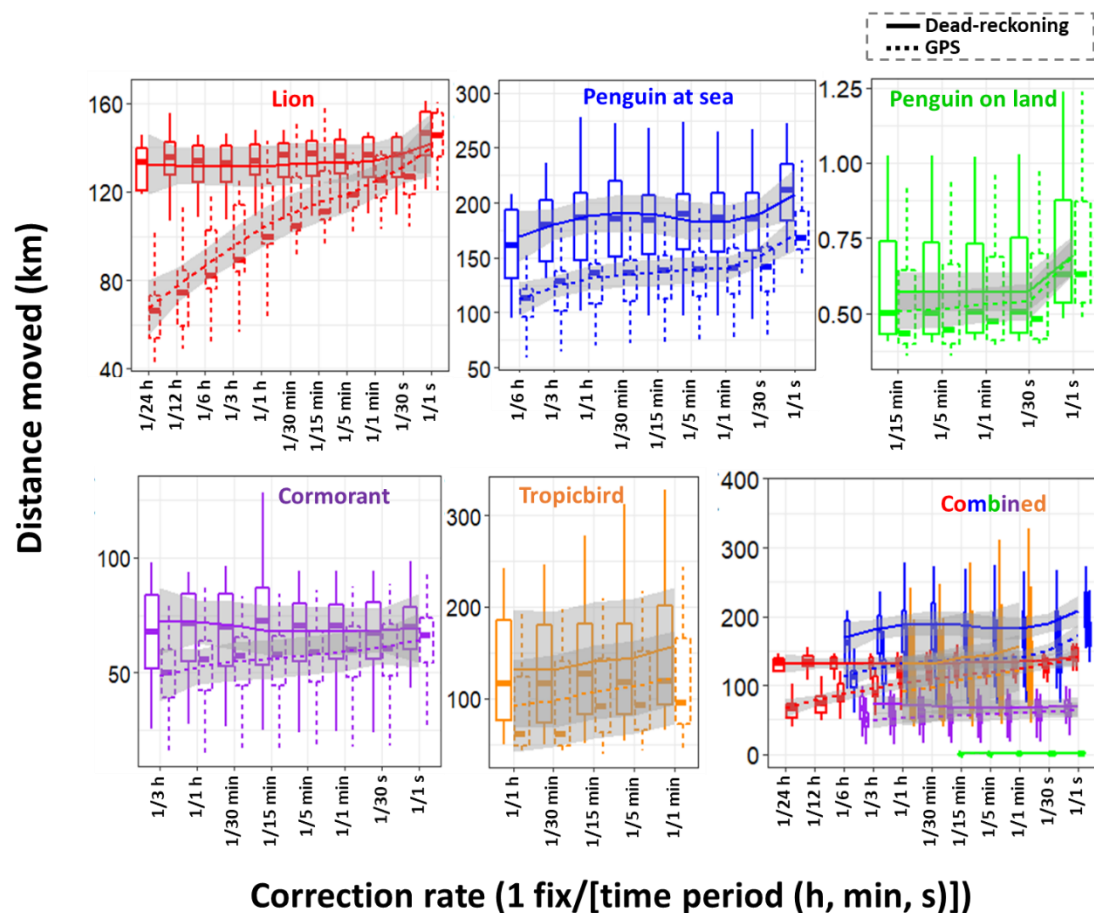 Dead-reckoning
GPS
Distance moved (km)
Lion
160
120
80
40
1/24 h
1/12 h
1/6 h
1/3 h
1/1 h
1/30 min
1/15 min
1/5 min
1/1 min
1/30 s
1/1 s
Penguin at sea
300
250
200
150
100
50
1/6 h
1/3 h
1/1 h
1/30 min
1/15 min
1/5 min
1/1 min
1/30 s
1/1 s
Penguin on land
1.25
1.00
0.75
0.50
1/15 min
1/5 min
1/1 min
1/30 s
1/1 s
Cormorant
100
50
1/3 h
1/1 h
1/30 min
1/15 min
1/5 min
1/1 min
1/30 s
1/1 s
Tropicbird
300
200
100
1/1 h
1/30 min
1/15 min
1/5 min
1/1 min
Combined
400
300
200
100
0
1/24 h
1/12 h
1/6 h
1/3 h
1/1 h
1/30 min
1/15 min
1/5 min
1/1 min
1/30 s
1/1 s
Correction rate (1 fix/[time period (h, min, s)])